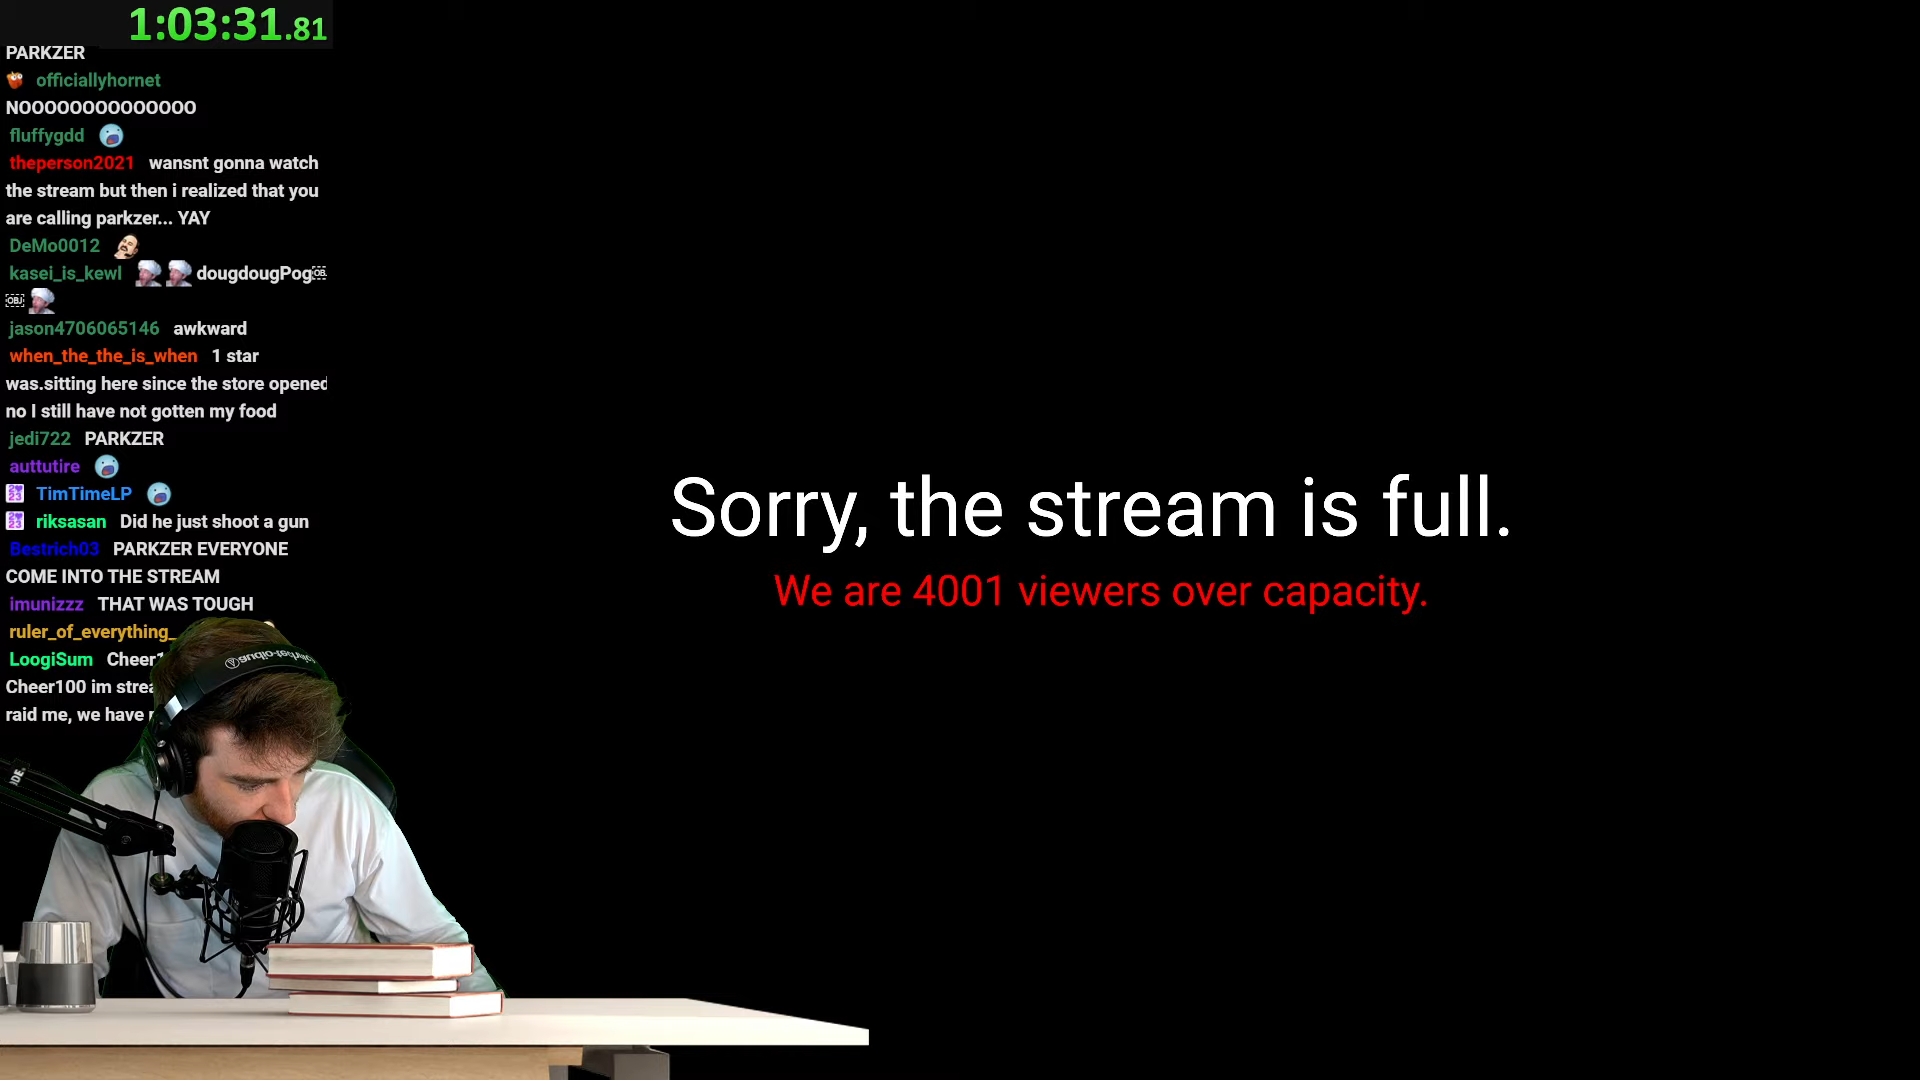 1:03:31.81
PARKZER
officiallyhornet
NOOOOOOOOOOOOOO
fluffygdd
theperson2021 wansnt gonna watch
the stream but then i realized that you
are calling parkzer... YAY
DeMo0012
kasei_is_kewl dougdougPog
jason4706065146 awkward
when_the_the_is_when 1 star
was.sitting here since the store opened
no I still have not gotten my food
jedi722 PARKZER
auttutire
TimTimeLP
riksasan Did he just shoot a gun
Bestrich03 PARKZER EVERYONE
COME INTO THE STREAM
imunizzz THAT WAS TOUGH
ruler_of_everything_
LoogiSum Cheer1
Cheer100 im strea
raid me, we have
audio-technica
Sorry, the stream is full.
We are 4001 viewers over capacity.